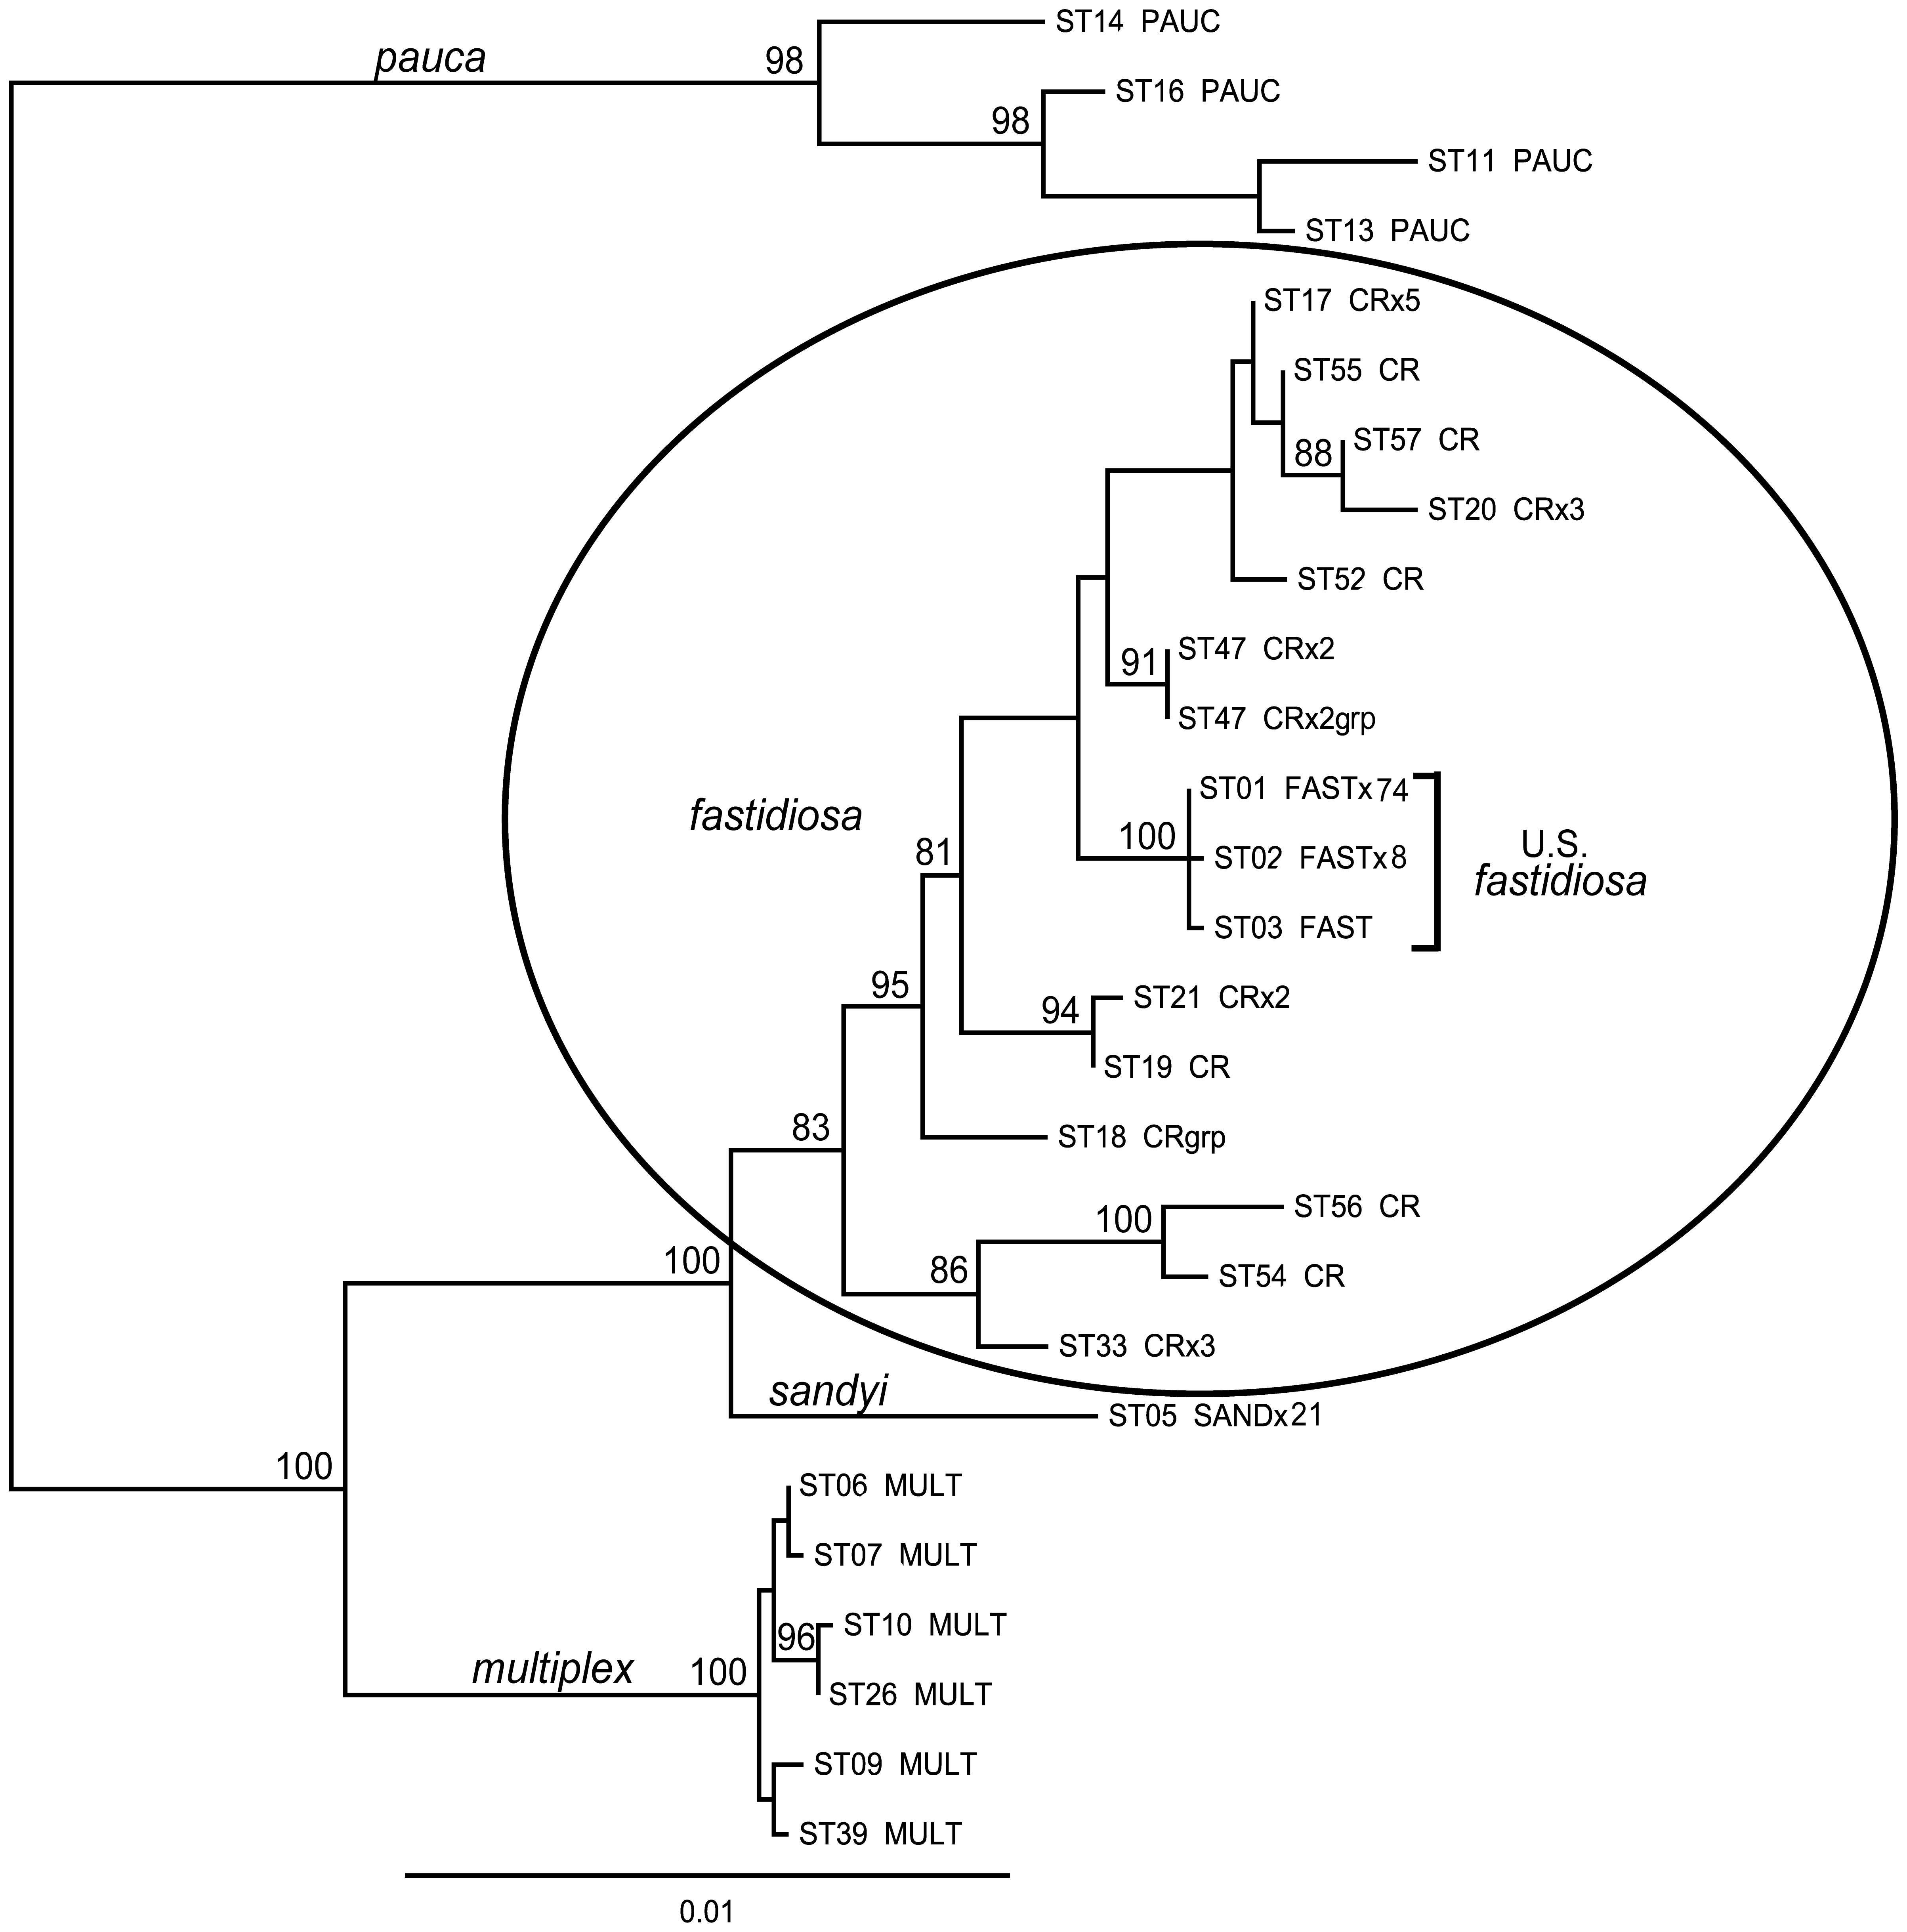 ST14 PAUC
pauca
98
ST16 PAUC
98
ST11 PAUC
ST13 PAUC
ST17 CRx5
ST55 CR
ST57 CR
88
ST20 CRx3
ST52 CR
ST47 CRx2
91
ST47 CRx2grp
ST01 FASTx74
fastidiosa
100
U.S.
fastidiosa
81
ST02 FASTx8
ST03 FAST
95
ST21 CRx2
94
ST19 CR
83
ST18 CRgrp
ST56 CR
100
100
86
ST54 CR
ST33 CRx3
sandyi
ST05 SANDx21
100
ST06 MULT
ST07 MULT
ST10 MULT
96
multiplex
100
ST26 MULT
ST09 MULT
ST39 MULT
0.01